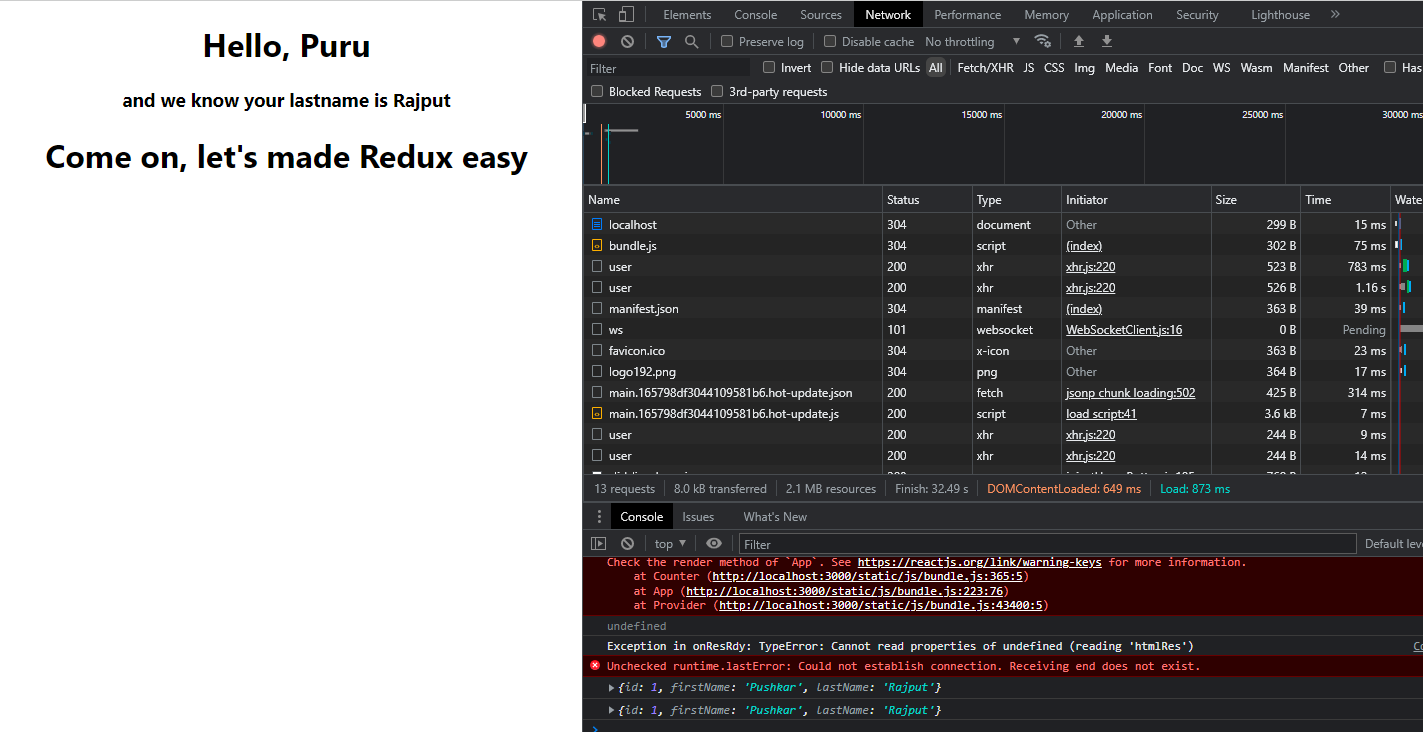 Hello, Puru
and we know your lastname is Rajput
Come on, let's made Redux easy
Elements Console Sources Network Performance Memory Application Security Lighthouse »
Preserve log Disable cache No throttling
Filter Invert Hide data URLs All Fetch/XHR JS CSS Img Media Font Doc WS Wasm Manifest Other Has
Blocked Requests 3rd-party requests
5000 ms 10000 ms 15000 ms 20000 ms 25000 ms 30000 ms
Name Status Type Initiator Size Time Wate
localhost 304 document Other 299 B 15 ms
bundle.js 304 script (index) 302 B 75 ms
user 200 xhr xhr.js:220 523 B 783 ms
user 200 xhr xhr.js:220 526 B 1.16 s
manifest.json 304 manifest (index) 363 B 39 ms
ws 101 websocket WebSocketClient.js:16 0 B Pending
favicon.ico 304 x-icon Other 363 B 23 ms
logo192.png 304 png Other 364 B 17 ms
main.165798df3044109581b6.hot-update.json 200 fetch jsonp chunk loading:502 425 B 314 ms
main.165798df3044109581b6.hot-update.js 200 script load script:41 3.6 kB 7 ms
user 200 xhr xhr.js:220 244 B 9 ms
user 200 xhr xhr.js:220 244 B 14 ms
13 requests 8.0 kB transferred 2.1 MB resources Finish: 32.49 s DOMContentLoaded: 649 ms Load: 873 ms
Console Issues What's New
top Filter Default leve
Check the render method of `App`. See https://reactjs.org/link/warning-keys for more information.
at Counter (http://localhost:3000/static/js/bundle.js:365:5)
at App (http://localhost:3000/static/js/bundle.js:223:76)
at Provider (http://localhost:3000/static/js/bundle.js:43400:5)
undefined
Exception in onResRdy: TypeError: Cannot read properties of undefined (reading 'htmlRes') Co
Unchecked runtime.lastError: Could not establish connection. Receiving end does not exist.
{id: 1, firstName: 'Pushkar', lastName: 'Rajput'}
{id: 1, firstName: 'Pushkar', lastName: 'Rajput'}